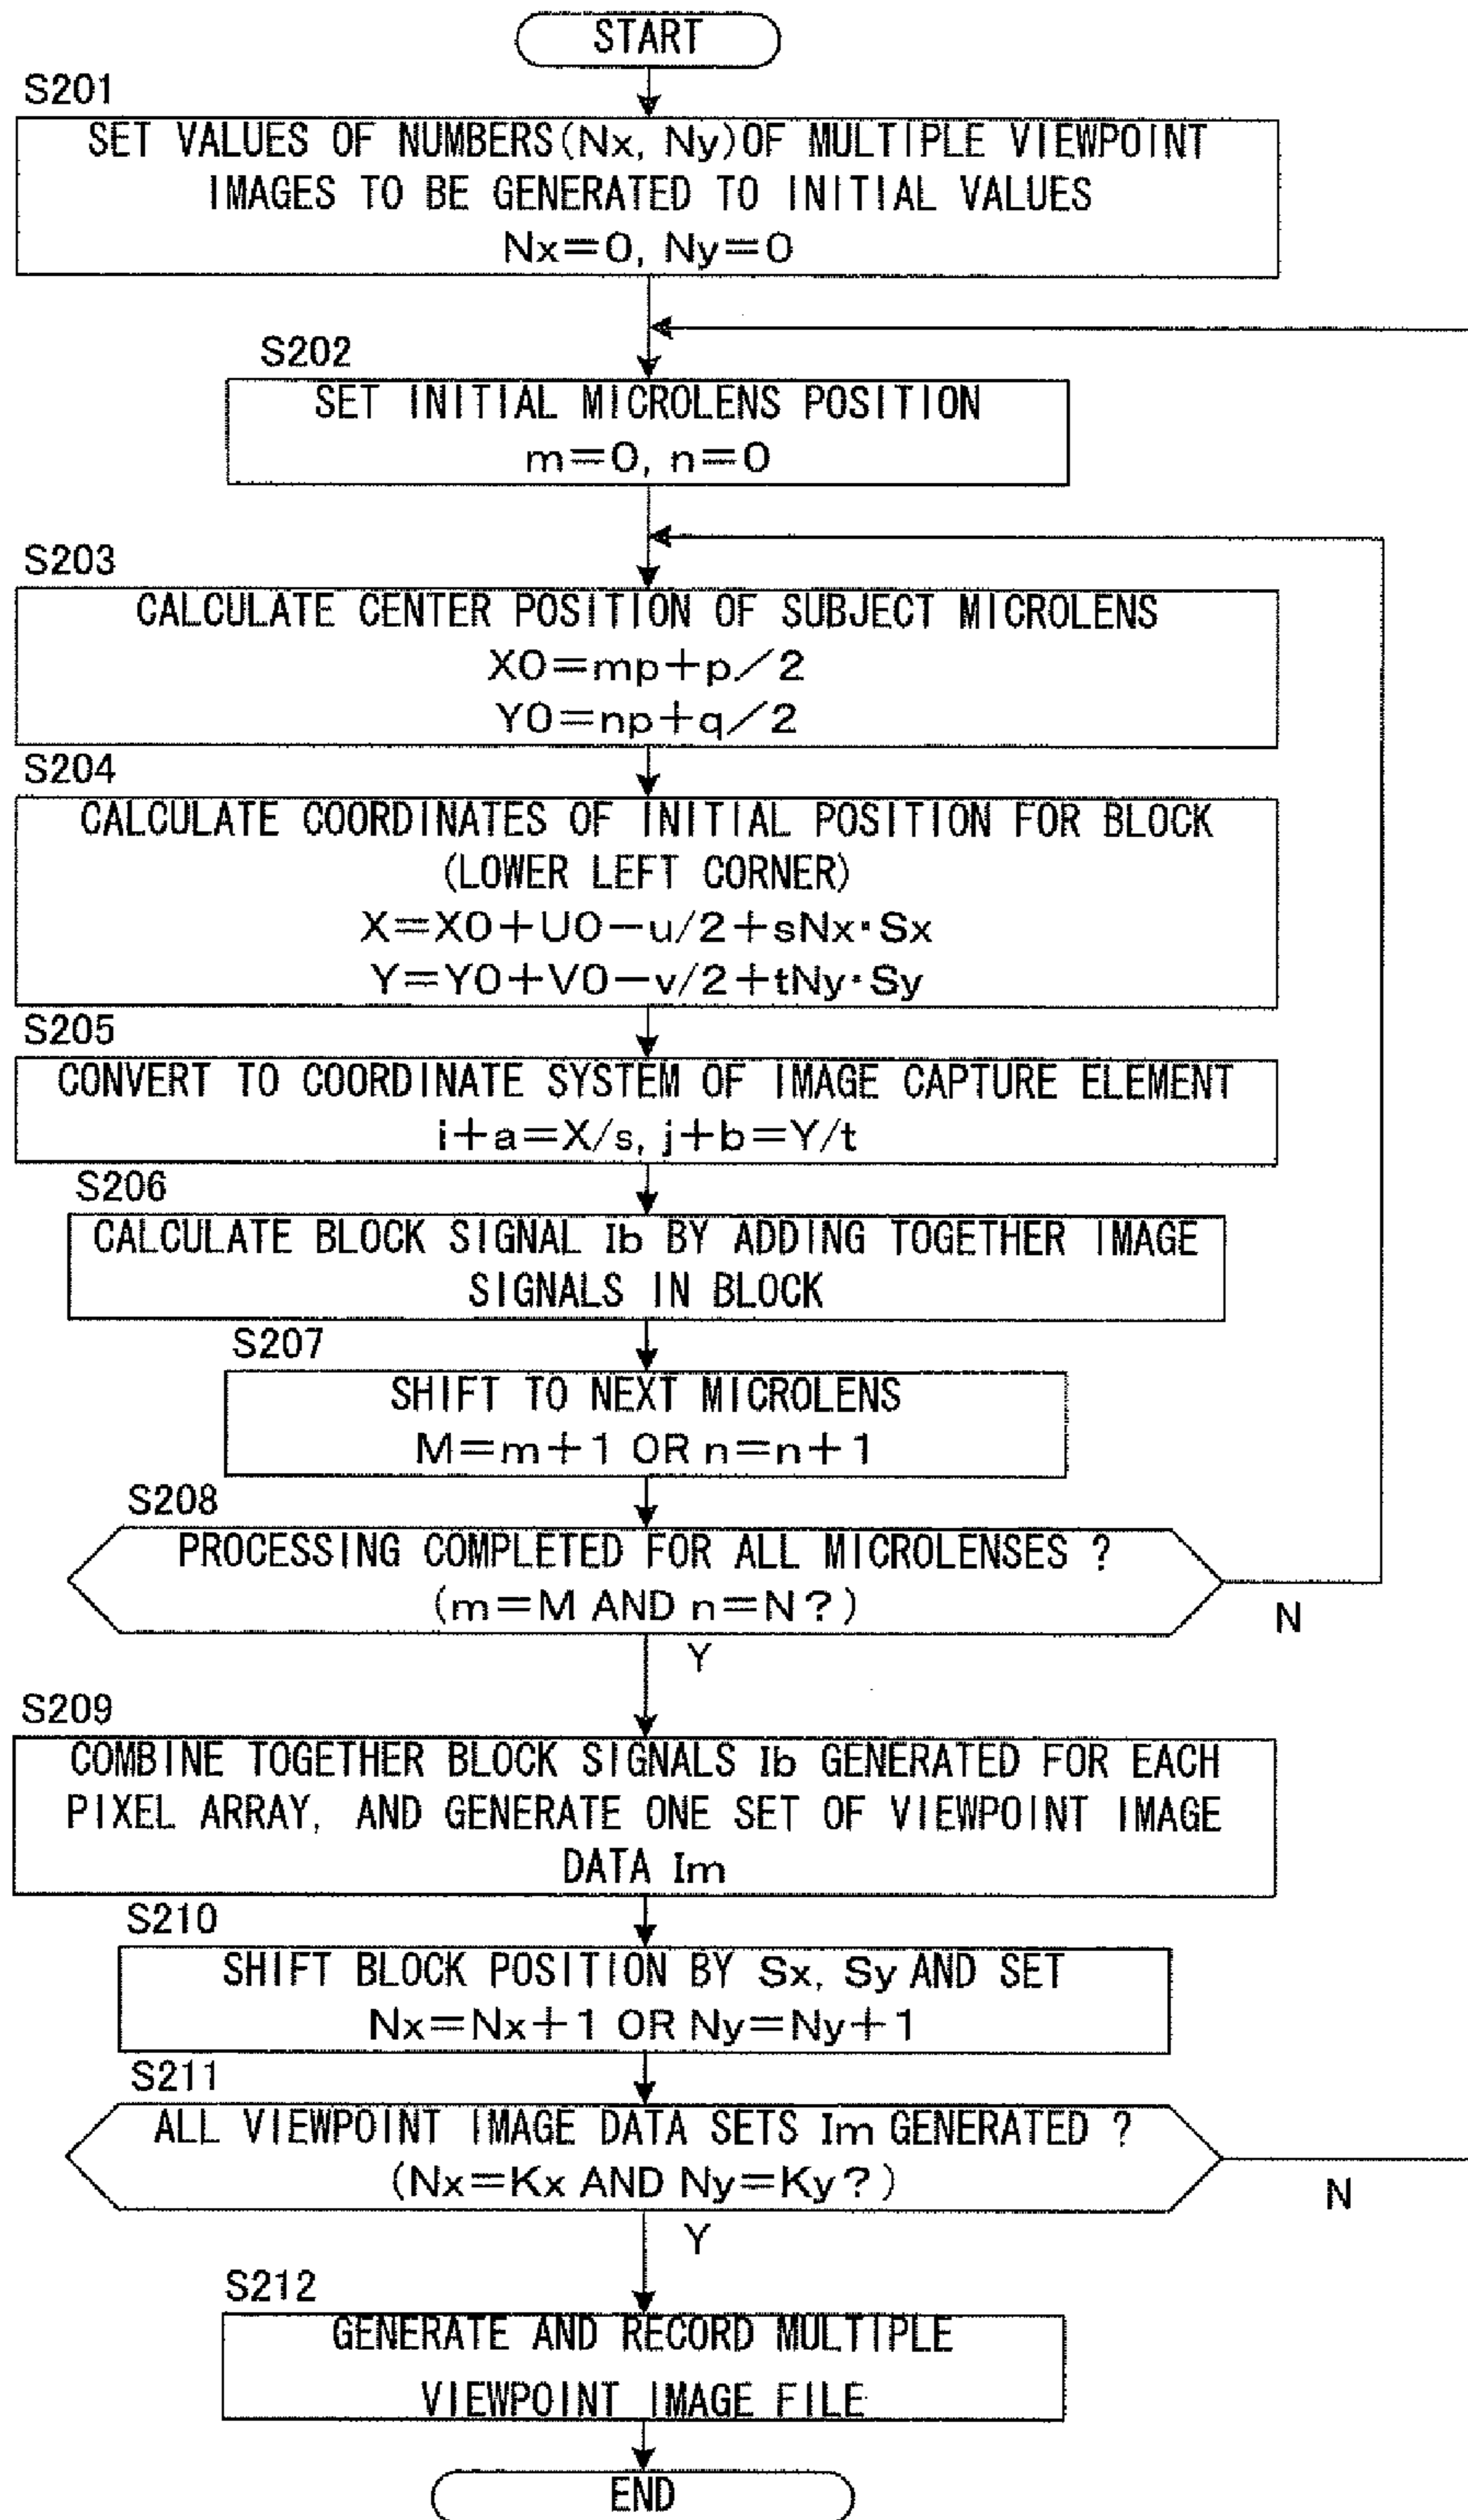 START
S201
SET VALUES OF NUMBERS(Nx, Ny)OF MULTIPLE VIEWPOINT
IMAGES TO BE GENERATED TO INITIAL VALUES
Nx=0, Ny=0
S202
SET INITIAL MICROLENS POSITION
m=0, n=0
S203
CALCULATE CENTER POSITION OF SUBJECT MICROLENS
X0=mp+p/2
Y0=np+q/2
S204
CALCULATE COORDINATES OF INITIAL POSITION FOR BLOCK
(LOWER LEFT CORNER)
X=X0+U0-u/2+sNx·Sx
Y=Y0+V0-v/2+tNy·Sy
S205
CONVERT TO COORDINATE SYSTEM OF IMAGE CAPTURE ELEMENT
i+a=X/s, j+b=Y/t
S206
CALCULATE BLOCK SIGNAL Ib BY ADDING TOGETHER IMAGE
SIGNALS IN BLOCK
S207
SHIFT TO NEXT MICROLENS
M=m+1 OR n=n+1
S208
PROCESSING COMPLETED FOR ALL MICROLENSES ?
(m=M AND n=N?)
N
Y
S209
COMBINE TOGETHER BLOCK SIGNALS Ib GENERATED FOR EACH
PIXEL ARRAY, AND GENERATE ONE SET OF VIEWPOINT IMAGE
DATA Im
S210
SHIFT BLOCK POSITION BY Sx, Sy AND SET
Nx=Nx+1 OR Ny=Ny+1
S211
ALL VIEWPOINT IMAGE DATA SETS Im GENERATED ?
(Nx=Kx AND Ny=Ky?)
N
Y
S212
GENERATE AND RECORD MULTIPLE
VIEWPOINT IMAGE FILE
END